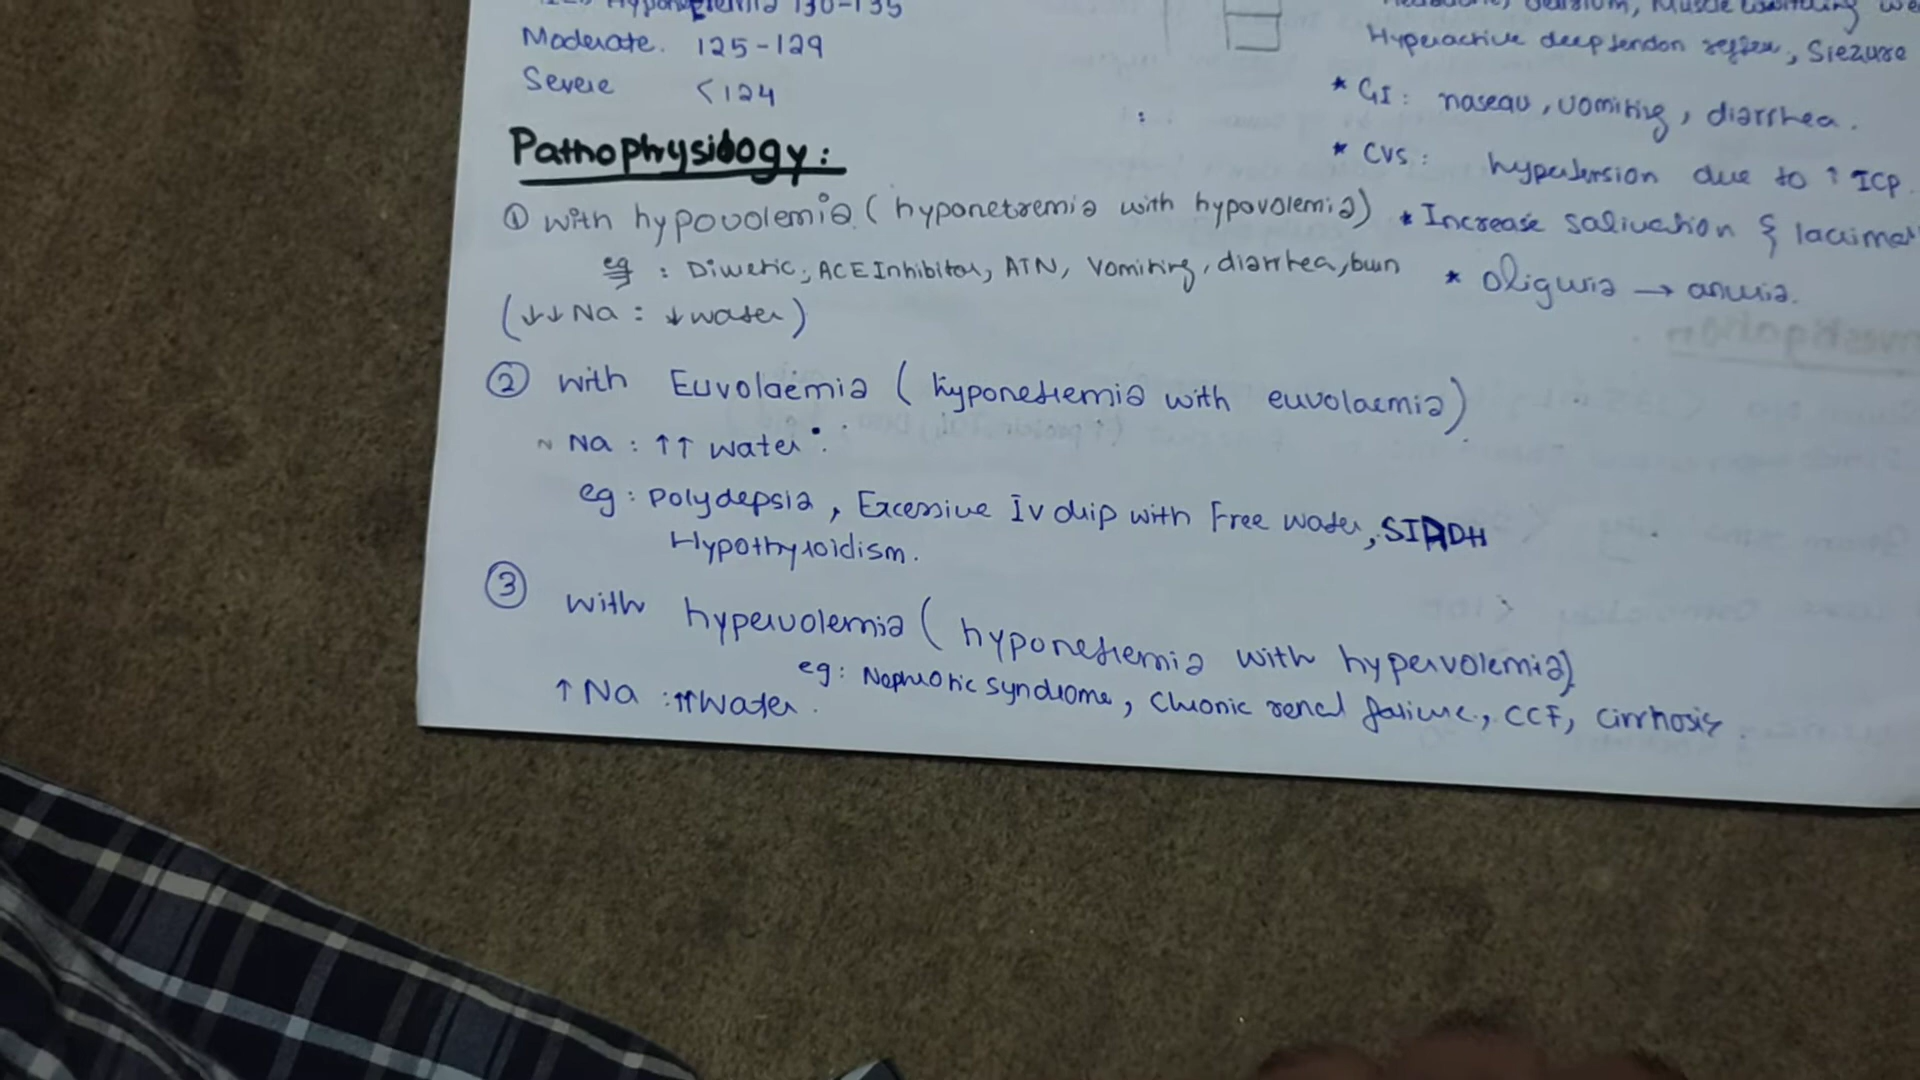 130-135
Moderate. 125-129
Severe <124
Pathophysiology:
① with hypovolemia (hyponetremia with hypovolemia)
eg: Diuretic, ACE Inhibitor, ATN, Vomiting, diarrhea, burn
(↓↓ Na : ↓ water)
② with Euvolaemia (hyponetremia with euvolaemia)
~ Na : ↑↑ water
eg: polydepsia, Excessive Iv drip with Free water, SIADH
Hypothyroidism.
③ with hypervolemia (hyponetremia with hypervolemia)
eg: Nephrotic syndrome, Chronic renal faliure, CCF, cirrhosis
↑ Na : ↑↑ Water.
Hyperactive deep tendon reflex, Siezure
* GI: naseau, vomiting, diarrhea.
* CVS: hypertension due to ↑ ICP.
* Increase salivation &
* Oliguria → anuria.